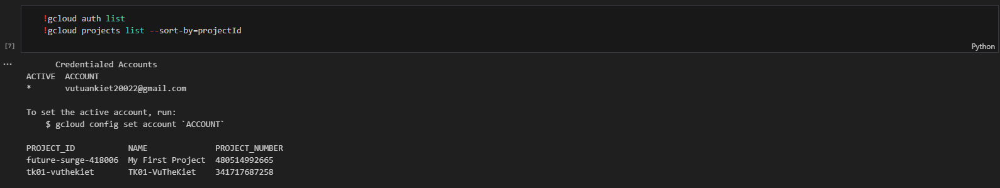 !gcloud auth list
!gcloud projects list --sort-by=projectId
[7]
Python
...
Credentialed Accounts
ACTIVE  ACCOUNT
*       vutuankiet20022@gmail.com
To set the active account, run:
$ gcloud config set account `ACCOUNT`
PROJECT_ID           NAME              PROJECT_NUMBER
future-surge-418006  My First Project  480514992665
tk01-vuthekiet       TK01-VuTheKiet    341717687258